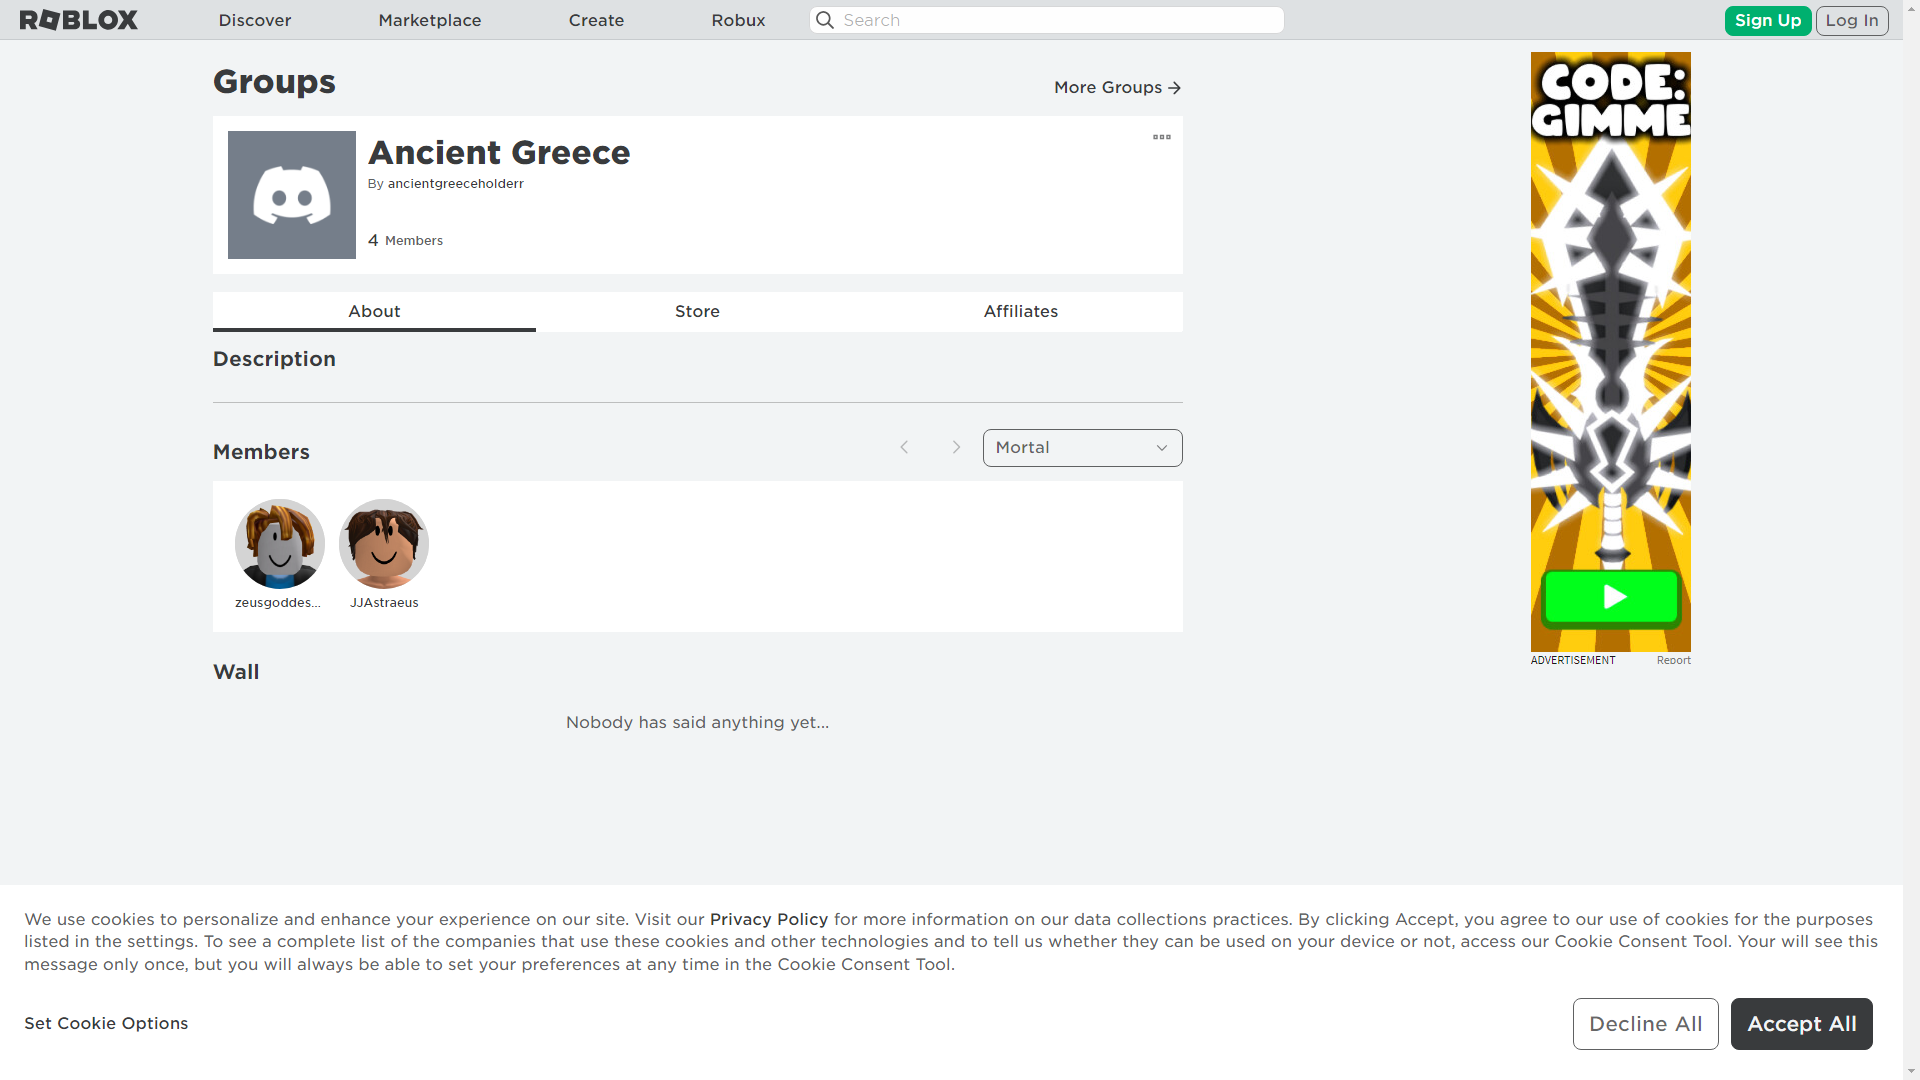 ROBLOX
Discover
Marketplace
Create
Robux
Search
Sign Up
Log In
Groups
More Groups
Ancient Greece
By ancientgreeceholderr
4 Members
About
Store
Affiliates
Description
Members
Mortal
zeusgoddes...
JJAstraeus
Wall
Nobody has said anything yet...
CODE:
GIMME
ADVERTISEMENT
Report
We use cookies to personalize and enhance your experience on our site. Visit our Privacy Policy for more information on our data collections practices. By clicking Accept, you agree to our use of cookies for the purposes
listed in the settings. To see a complete list of the companies that use these cookies and other technologies and to tell us whether they can be used on your device or not, access our Cookie Consent Tool. Your will see this
message only once, but you will always be able to set your preferences at any time in the Cookie Consent Tool.
Set Cookie Options
Decline All
Accept All